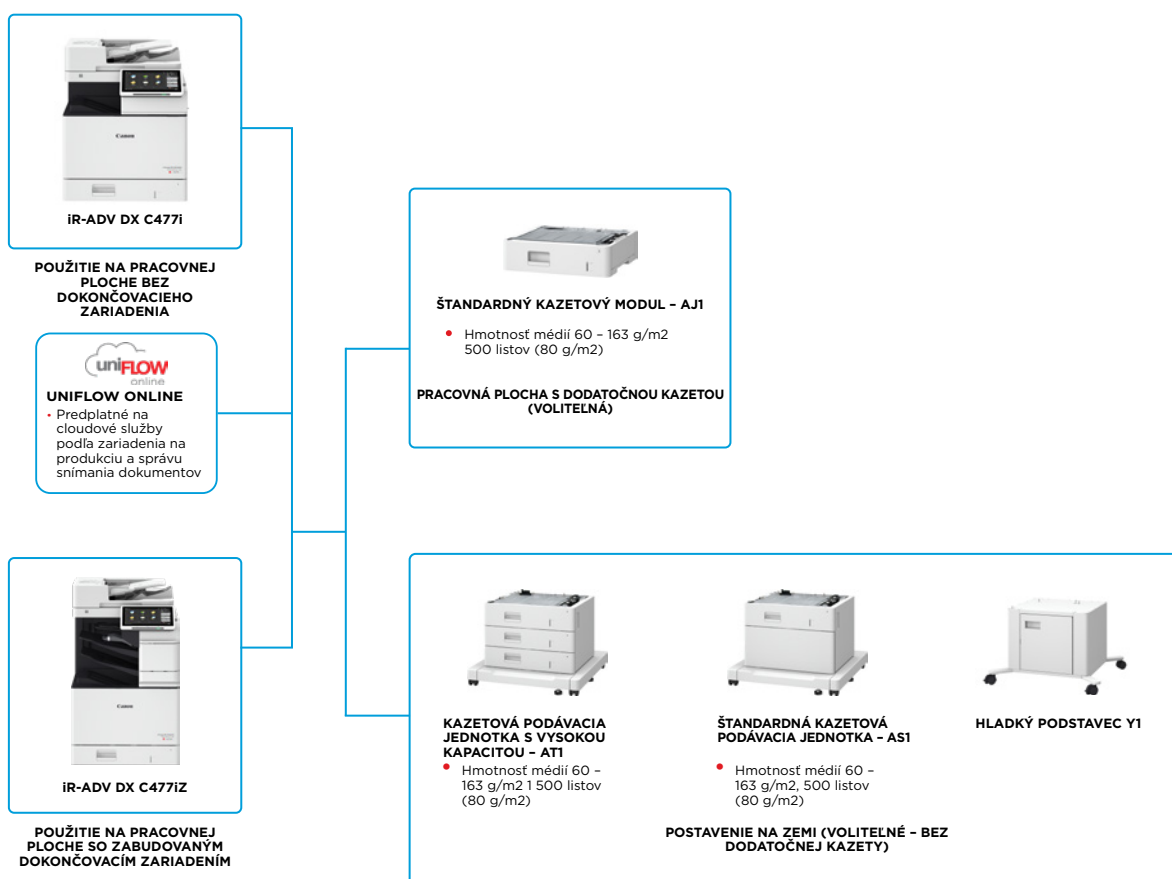 Canon
iR-ADV DX C477i
POUŽITIE NA PRACOVNEJ
PLOCHE BEZ
DOKONČOVACIEHO
ZARIADENIA
uniFLOW
online
UNIFLOW ONLINE
• Predplatné na
cloudové služby
podľa zariadenia na
produkciu a správu
snímania dokumentov
Canon
iR-ADV DX C477iZ
POUŽITIE NA PRACOVNEJ
PLOCHE SO ZABUDOVANÝM
DOKONČOVACÍM ZARIADENÍM
ŠTANDARDNÝ KAZETOVÝ MODUL – AJ1
• Hmotnosť médií 60 – 163 g/m2
500 listov (80 g/m2)
PRACOVNÁ PLOCHA S DODATOČNOU KAZETOU
(VOLITEĽNÁ)
KAZETOVÁ PODÁVACIA
JEDNOTKA S VYSOKOU
KAPACITOU – AT1
• Hmotnosť médií 60 –
163 g/m2 1 500 listov
(80 g/m2)
ŠTANDARDNÁ KAZETOVÁ
PODÁVACIA JEDNOTKA – AS1
• Hmotnosť médií 60 –
163 g/m2, 500 listov
(80 g/m2)
HLADKÝ PODSTAVEC Y1
POSTAVENIE NA ZEMI (VOLITEĽNÉ – BEZ
DODATOČNEJ KAZETY)